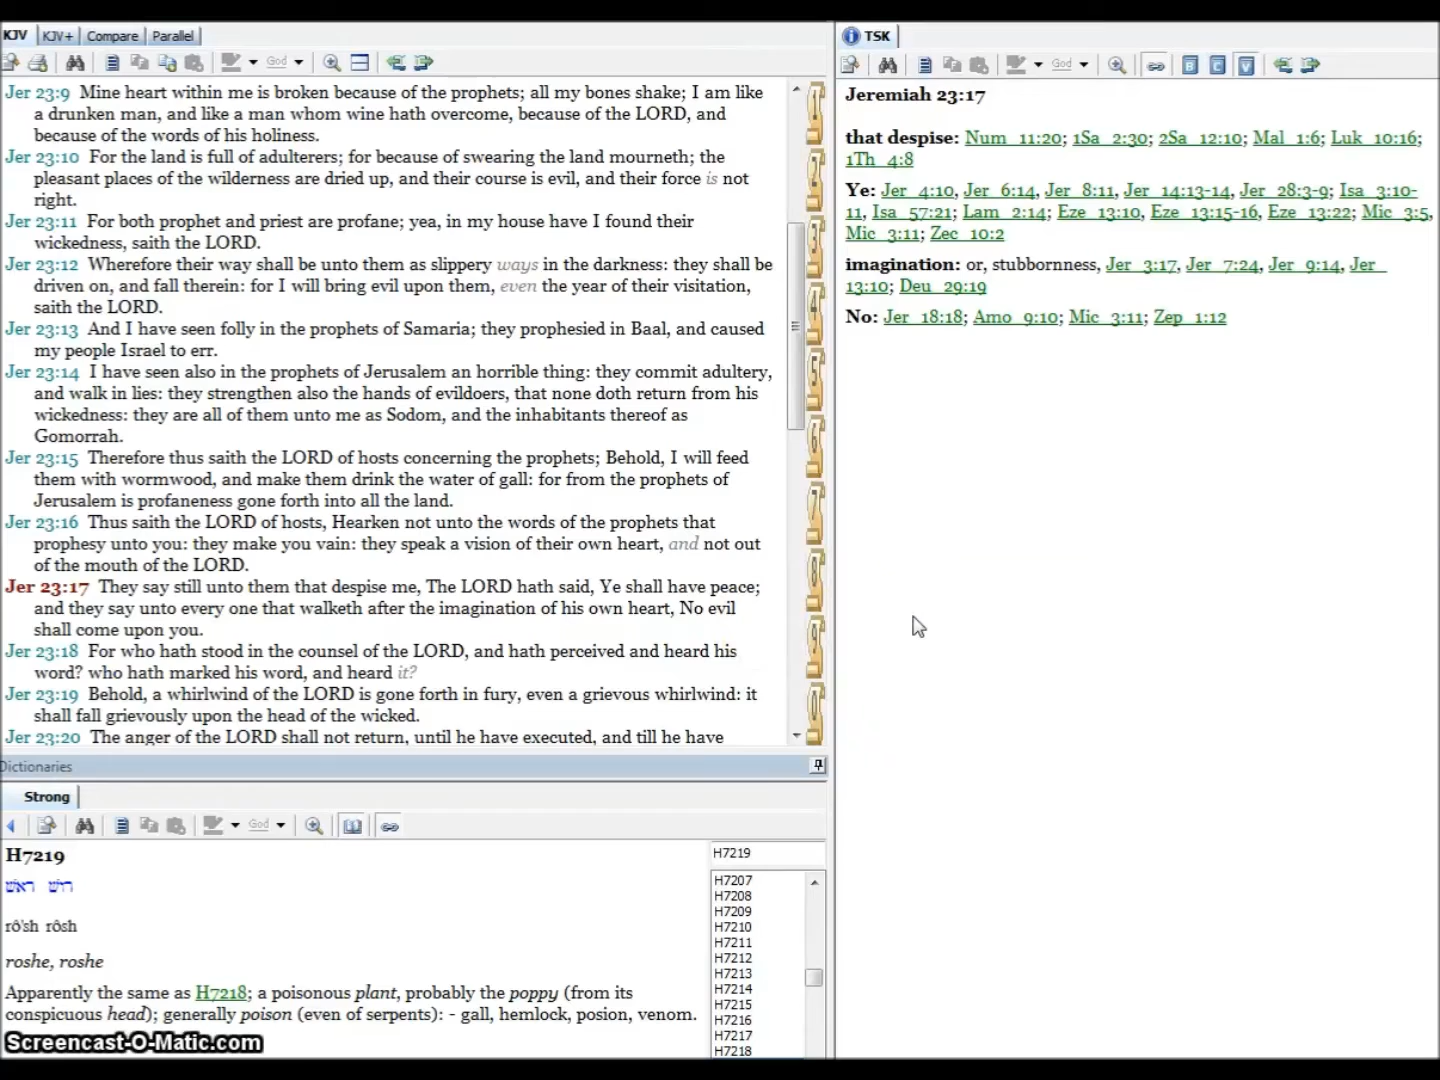 KJV KJV+ Compare Parallel
God
Jer 23:9 Mine heart within me is broken because of the prophets; all my bones shake; I am like
a drunken man, and like a man whom wine hath overcome, because of the LORD, and
because of the words of his holiness.
Jer 23:10 For the land is full of adulterers; for because of swearing the land mourneth; the
pleasant places of the wilderness are dried up, and their course is evil, and their force is not
right.
Jer 23:11 For both prophet and priest are profane; yea, in my house have I found their
wickedness, saith the LORD.
Jer 23:12 Wherefore their way shall be unto them as slippery ways in the darkness: they shall be
driven on, and fall therein: for I will bring evil upon them, even the year of their visitation,
saith the LORD.
Jer 23:13 And I have seen folly in the prophets of Samaria; they prophesied in Baal, and caused
my people Israel to err.
Jer 23:14 I have seen also in the prophets of Jerusalem an horrible thing: they commit adultery,
and walk in lies: they strengthen also the hands of evildoers, that none doth return from his
wickedness: they are all of them unto me as Sodom, and the inhabitants thereof as
Gomorrah.
Jer 23:15 Therefore thus saith the LORD of hosts concerning the prophets; Behold, I will feed
them with wormwood, and make them drink the water of gall: for from the prophets of
Jerusalem is profaneness gone forth into all the land.
Jer 23:16 Thus saith the LORD of hosts, Hearken not unto the words of the prophets that
prophesy unto you: they make you vain: they speak a vision of their own heart, and not out
of the mouth of the LORD.
Jer 23:17 They say still unto them that despise me, The LORD hath said, Ye shall have peace;
and they say unto every one that walketh after the imagination of his own heart, No evil
shall come upon you.
Jer 23:18 For who hath stood in the counsel of the LORD, and hath perceived and heard his
word? who hath marked his word, and heard it?
Jer 23:19 Behold, a whirlwind of the LORD is gone forth in fury, even a grievous whirlwind: it
shall fall grievously upon the head of the wicked.
Jer 23:20 The anger of the LORD shall not return, until he have executed, and till he have
1
2
3
4
5
6
7
8
9
0
Dictionaries
Strong
God
H7219
רושׁ ראשׁ
rô'sh rôsh
roshe, roshe
Apparently the same as H7218; a poisonous plant, probably the poppy (from its
conspicuous head); generally poison (even of serpents): - gall, hemlock, posion, venom.
Screencast-O-Matic.com
H7219
H7207
H7208
H7209
H7210
H7211
H7212
H7213
H7214
H7215
H7216
H7217
H7218
TSK
God B C V
Jeremiah 23:17
that despise: Num 11:20; 1Sa 2:30; 2Sa 12:10; Mal 1:6; Luk 10:16;
1Th 4:8
Ye: Jer 4:10, Jer 6:14, Jer 8:11, Jer 14:13-14, Jer 28:3-9; Isa 3:10-
11, Isa 57:21; Lam 2:14; Eze 13:10, Eze 13:15-16, Eze 13:22; Mic 3:5,
Mic 3:11; Zec 10:2
imagination: or, stubbornness, Jer 3:17, Jer 7:24, Jer 9:14, Jer
13:10; Deu 29:19
No: Jer 18:18; Amo 9:10; Mic 3:11; Zep 1:12